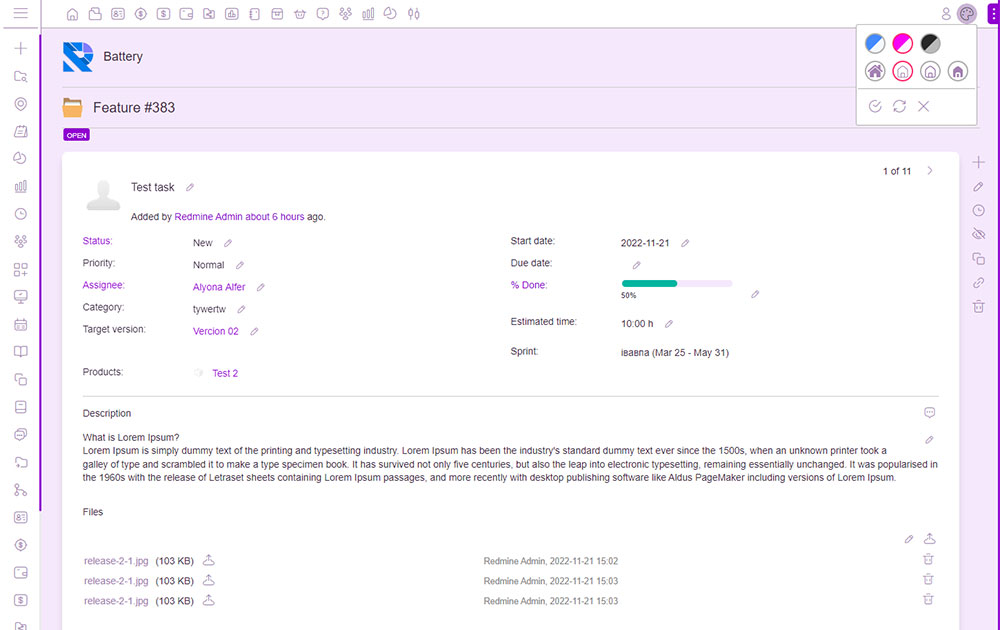 Battery
Feature #383
OPEN
1 of 11
Test task
Added by Redmine Admin about 6 hours ago.
Status: New
Start date: 2022-11-21
Priority: Normal
Due date:
Assignee: Alyona Alfer
% Done: 50%
Category: tywertw
Estimated time: 10:00 h
Target version: Vercion 02
Sprint: іваьпа (Mar 25 - May 31)
Products: Test 2
Description
What is Lorem Ipsum?
Lorem Ipsum is simply dummy text of the printing and typesetting industry. Lorem Ipsum has been the industry's standard dummy text ever since the 1500s, when an unknown printer took a
galley of type and scrambled it to make a type specimen book. It has survived not only five centuries, but also the leap into electronic typesetting, remaining essentially unchanged. It was popularised in
the 1960s with the release of Letraset sheets containing Lorem Ipsum passages, and more recently with desktop publishing software like Aldus PageMaker including versions of Lorem Ipsum.
Files
release-2-1.jpg (103 KB) Redmine Admin, 2022-11-21 15:02
release-2-1.jpg (103 KB) Redmine Admin, 2022-11-21 15:03
release-2-1.jpg (103 KB) Redmine Admin, 2022-11-21 15:03